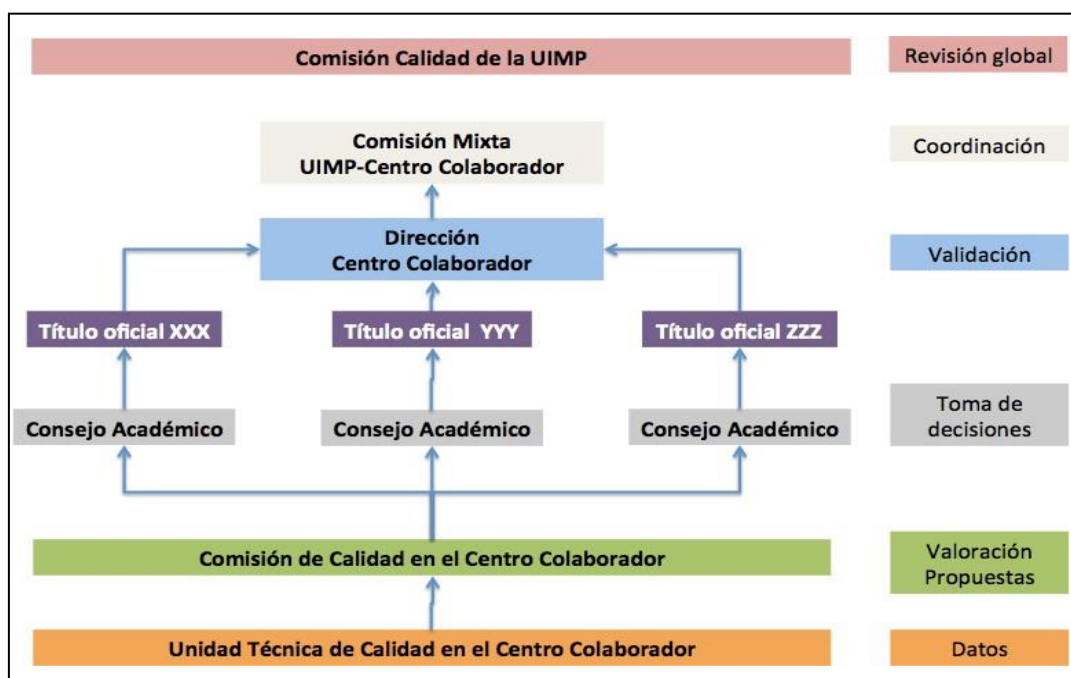 Comisión Calidad de la UIMP
Revisión global
Comisión Mixta
UIMP-Centro Colaborador
Coordinación
Dirección
Centro Colaborador
Validación
Título oficial XXX
Título oficial YYY
Título oficial ZZZ
Consejo Académico
Consejo Académico
Consejo Académico
Toma de
decisiones
Comisión de Calidad en el Centro Colaborador
Valoración
Propuestas
Unidad Técnica de Calidad en el Centro Colaborador
Datos